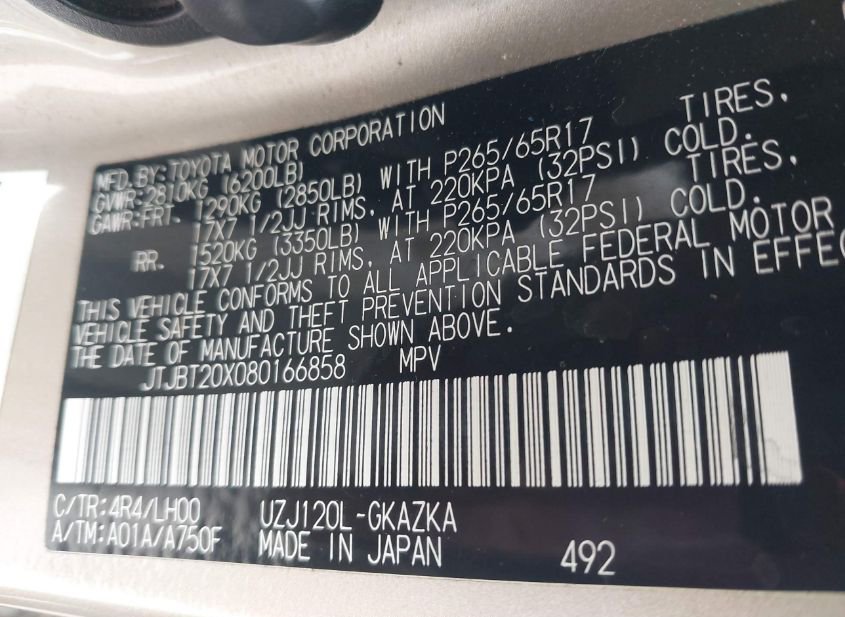 MFD.BY:TOYOTA MOTOR CORPORATION
GVWR:2810KG (6200LB)
GAWR:FRT. 1290KG (2850LB) WITH P265/65R17 TIRES,
17X7 1/2JJ RIMS, AT 220KPA (32PSI) COLD.
RR. 1520KG (3350LB) WITH P265/65R17 TIRES,
17X7 1/2JJ RIMS, AT 220KPA (32PSI) COLD.
THIS VEHICLE CONFORMS TO ALL APPLICABLE FEDERAL MOTOR
VEHICLE SAFETY AND THEFT PREVENTION STANDARDS IN EFFEC
THE DATE OF MANUFACTURE SHOWN ABOVE.
JTJBT20X080166858 MPV
C/TR:4R4/LH00 UZJ120L-GKAZKA
A/TM:A01A/A750F MADE IN JAPAN 492